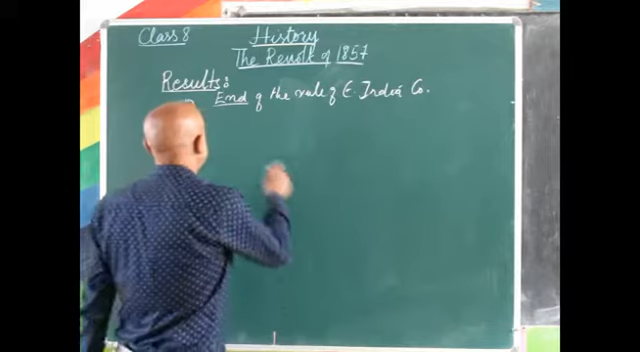 Class 8
History
The Revolt of 1857
Results:
End of the rule of E. India Co.